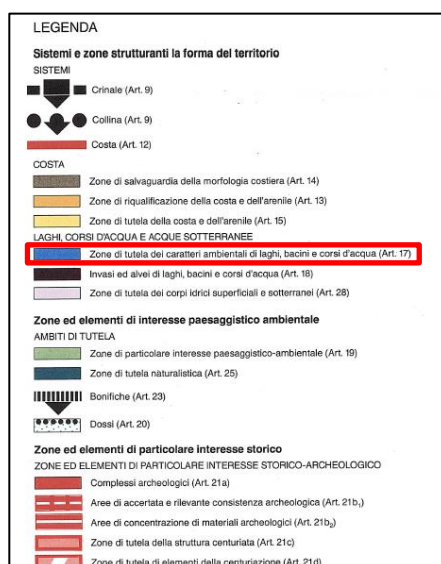 LEGENDA
Sistemi e zone strutturanti la forma del territorio
SISTEMI
Crinale (Art. 9)
Collina (Art. 9)
Costa (Art. 12)
COSTA
Zone di salvaguardia della morfologia costiera (Art. 14)
Zone di riqualificazione della costa e dell'arenile (Art. 13)
Zone di tutela della costa e dell'arenile (Art. 15)
LAGHI, CORSI D'ACQUA E ACQUE SOTTERRANEE
Zone di tutela dei caratteri ambientali di laghi, bacini e corsi d'acqua (Art. 17)
Invasi ed alvei di laghi, bacini e corsi d'acqua (Art. 18)
Zone di tutela dei corpi idrici superficiali e sotterranei (Art. 28)
Zone ed elementi di interesse paesaggistico ambientale
AMBITI DI TUTELA
Zone di particolare interesse paesaggistico-ambientale (Art. 19)
Zone di tutela naturalistica (Art. 25)
Bonifiche (Art. 23)
Dossi (Art. 20)
Zone ed elementi di particolare interesse storico
ZONE ED ELEMENTI DI PARTICOLARE INTERESSE STORICO-ARCHEOLOGICO
Complessi archeologici (Art. 21a)
Aree di accertata e rilevante consistenza archeologica (Art. 21b₁)
Aree di concentrazione di materiali archeologici (Art. 21b₂)
Zone di tutela della struttura centuriata (Art. 21c)
Zone di tutela di elementi della centuriazione (Art. 21d)